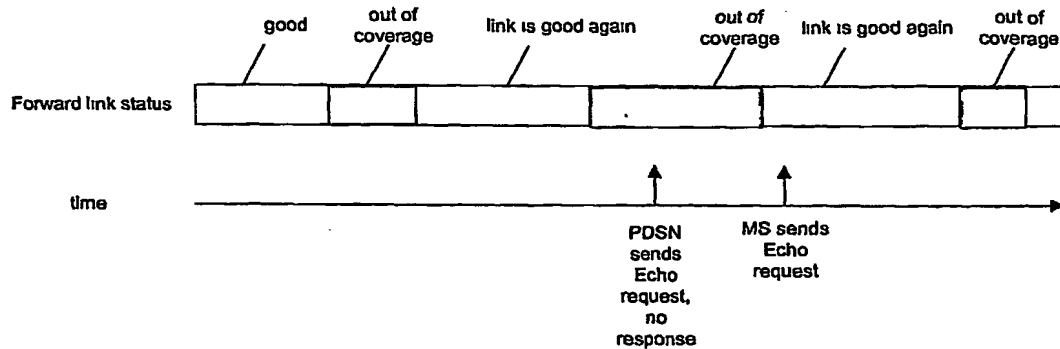 good
out of
coverage
link is good again
out of
coverage
link is good again
out of
coverage
Forward link status
time
PDSN
sends
Echo
request,
no
response
MS sends
Echo
request